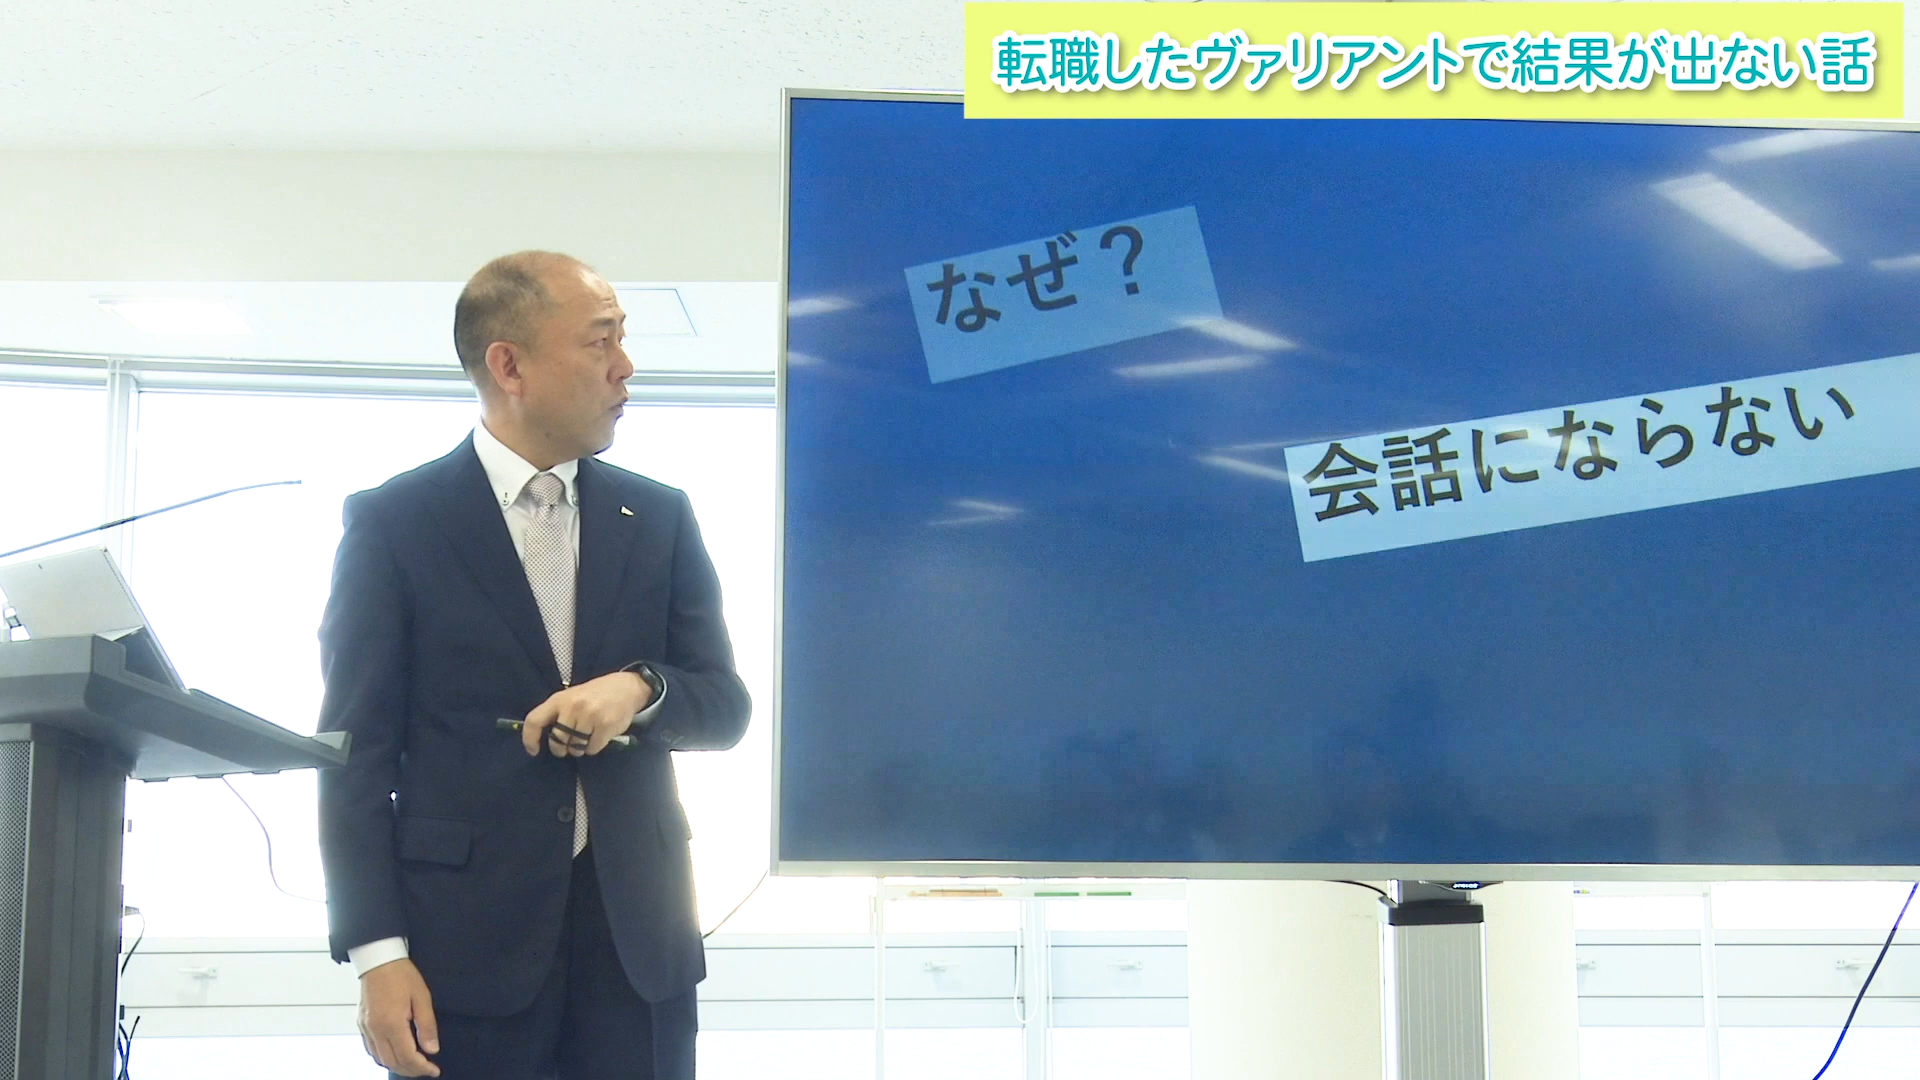 転職したヴァリアントで結果が出ない話
なぜ？
会話にならない